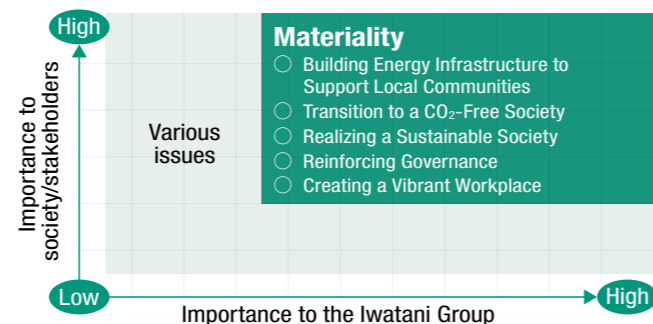 High
Importance to
society/stakeholders
Various
issues
Materiality
○ Building Energy Infrastructure to
Support Local Communities
○ Transition to a CO₂-Free Society
○ Realizing a Sustainable Society
○ Reinforcing Governance
○ Creating a Vibrant Workplace
Low
High
Importance to the Iwatani Group